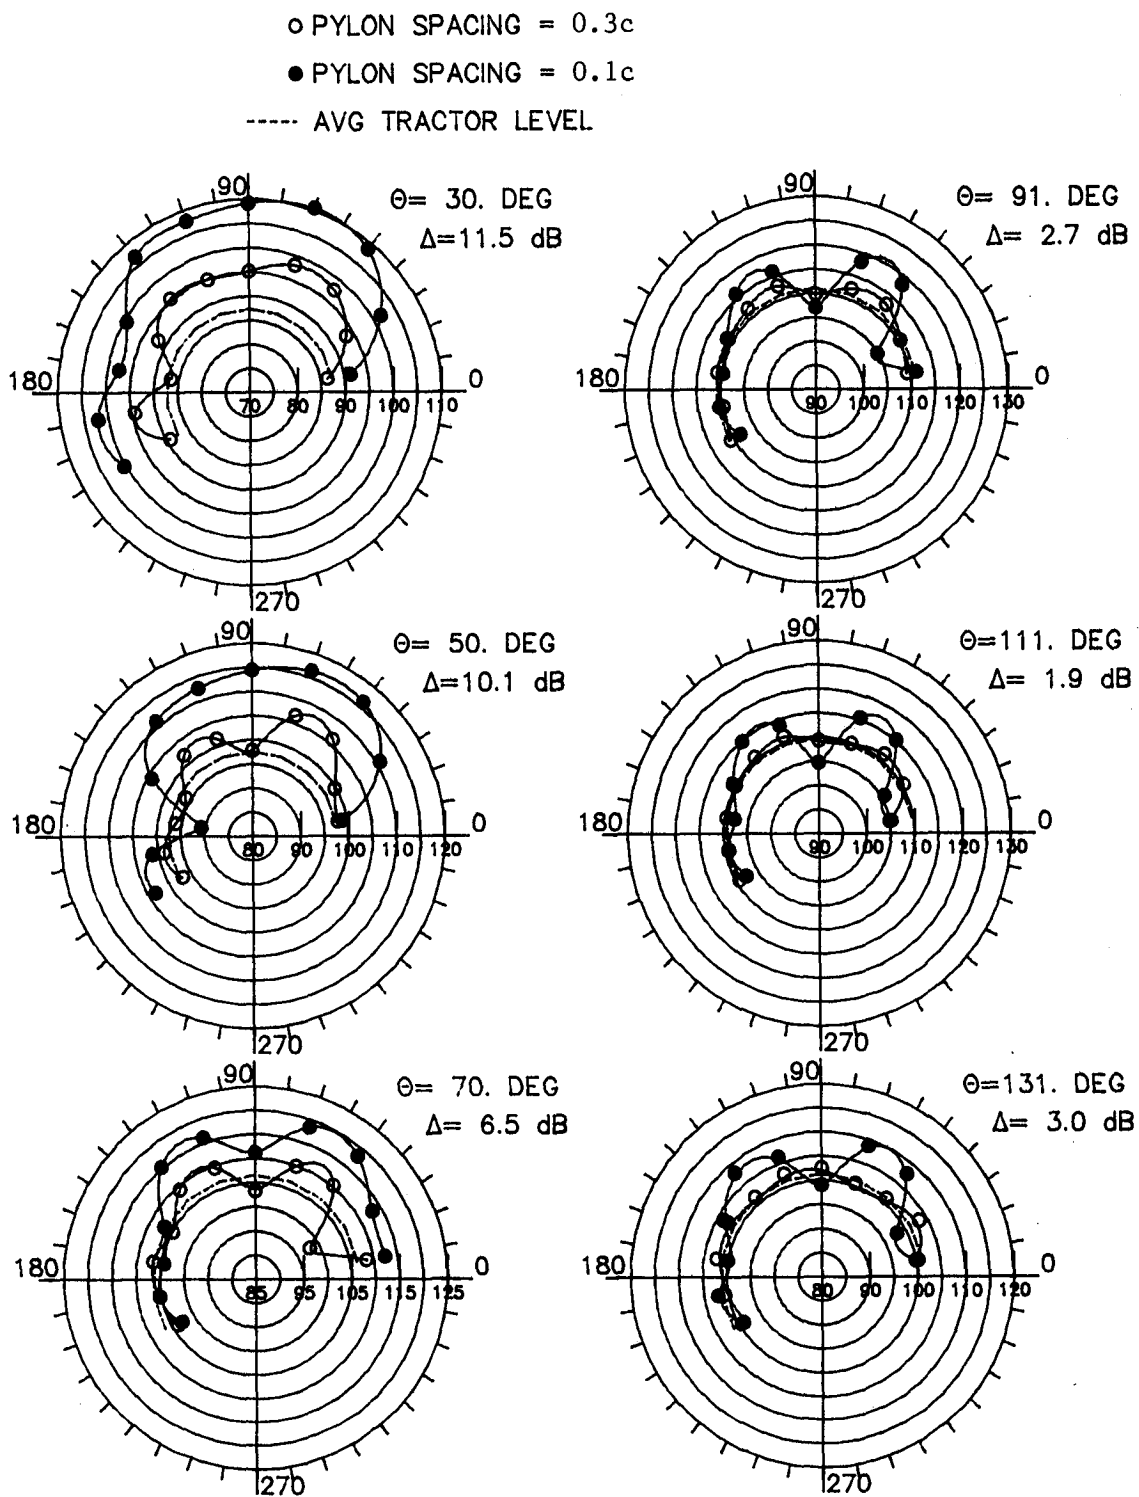 ○ PYLON SPACING = 0.3c
● PYLON SPACING = 0.1c
----- AVG TRACTOR LEVEL
90
Θ= 30. DEG
Δ=11.5 dB
180
0
70 80 90 100 110
270
90
Θ= 91. DEG
Δ= 2.7 dB
180
0
90 100 110 120 130
270
90
Θ= 50. DEG
Δ=10.1 dB
180
0
80 90 100 110 120
270
90
Θ=111. DEG
Δ= 1.9 dB
180
0
90 100 110 120 130
270
90
Θ= 70. DEG
Δ= 6.5 dB
180
0
85 95 105 115 125
270
90
Θ=131. DEG
Δ= 3.0 dB
180
0
80 90 100 110 120
270